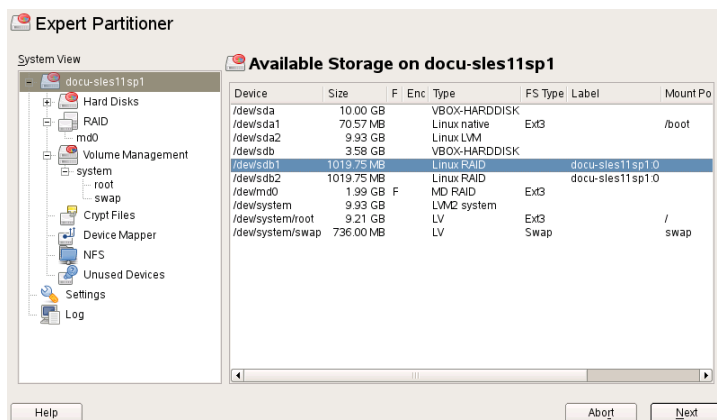 Expert Partitioner
System View
docu-sles11sp1
Hard Disks
RAID
md0
Volume Management
system
root
swap
Crypt Files
Device Mapper
NFS
Unused Devices
Settings
Log
Available Storage on docu-sles11sp1
Device Size F Enc Type FS Type Label Mount Po
/dev/sda 10.00 GB VBOX-HARDDISK
/dev/sda1 70.57 MB Linux native Ext3 /boot
/dev/sda2 9.93 GB Linux LVM
/dev/sdb 3.58 GB VBOX-HARDDISK
/dev/sdb1 1019.75 MB Linux RAID docu-sles11sp1:0
/dev/sdb2 1019.75 MB Linux RAID docu-sles11sp1:0
/dev/md0 1.99 GB F MD RAID Ext3
/dev/system 9.93 GB LVM2 system
/dev/system/root 9.21 GB LV Ext3 /
/dev/system/swap 736.00 MB LV Swap swap
Help Abort Next